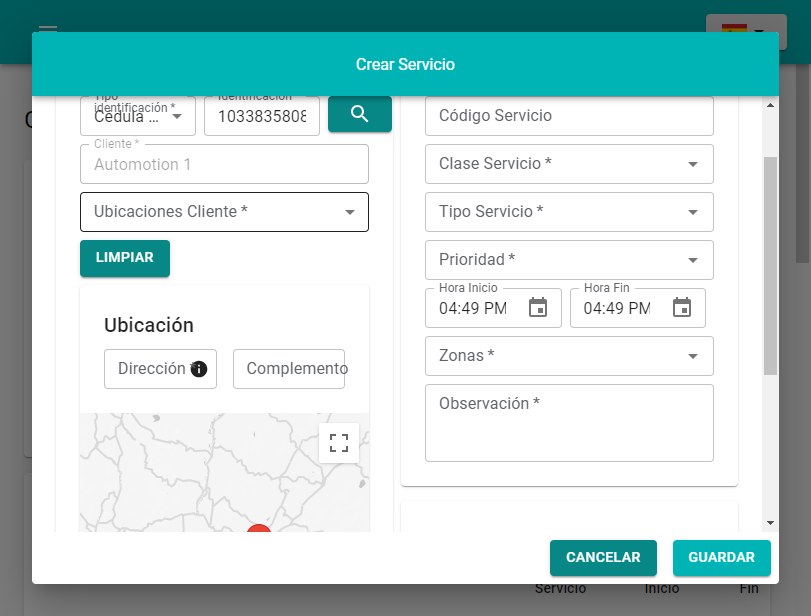 Crear Servicio
Tipo identificación *
Cédula ...
Identificación
1033835808
Cliente *
Automotion 1
Ubicaciones Cliente *
LIMPIAR
Ubicación
Dirección *
Complemento
Código Servicio
Clase Servicio *
Tipo Servicio *
Prioridad *
Hora Inicio
04:49 PM
Hora Fin
04:49 PM
Zonas *
Observación *
CANCELAR
GUARDAR
Servicio
Inicio
Fin